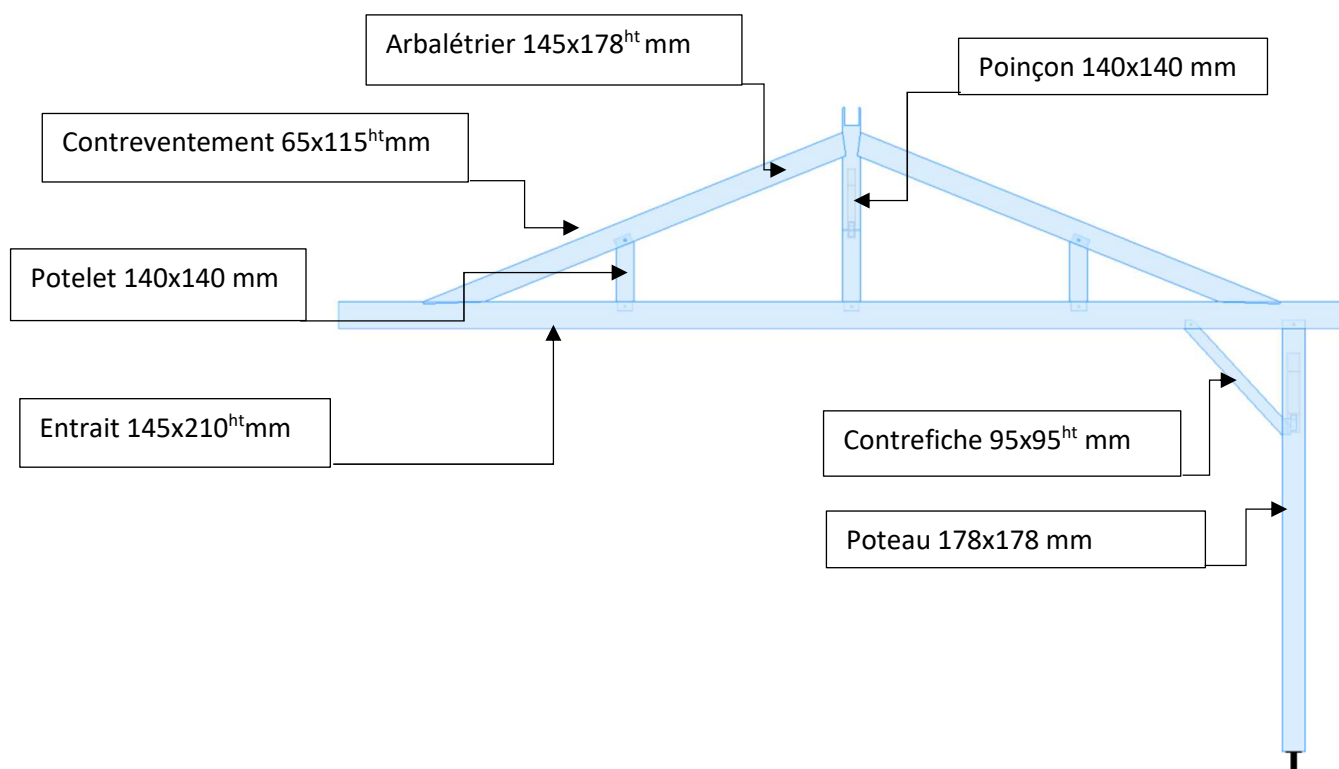 Arbalétrier 145x178ht mm
Poinçon 140x140 mm
Contreventement 65x115htmm
Potelet 140x140 mm
Entrait 145x210htmm
Contrefiche 95x95ht mm
Poteau 178x178 mm